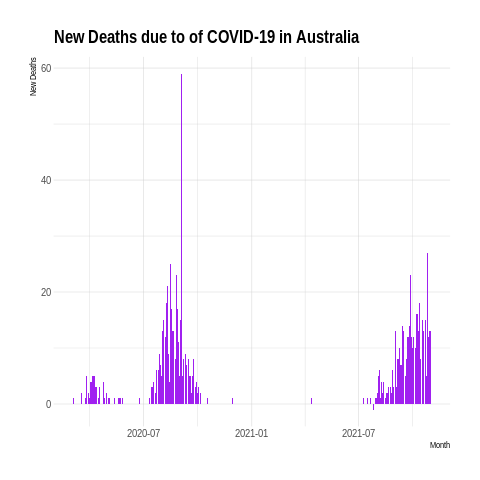 New Deaths due to of COVID-19 in Australia
New Deaths
60
40
20
0
2020-07
2021-01
2021-07
Month